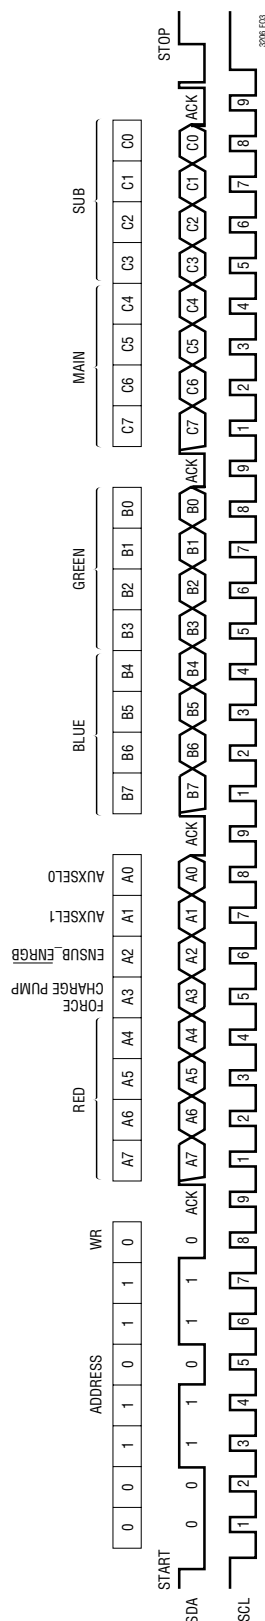 ADDRESS WR RED FORCE CHARGE PUMP ENSUB_ENRGB AUXSEL1 AUXSEL0 BLUE GREEN MAIN SUB
0 0 1 1 0 1 1 0 A7 A6 A5 A4 A3 A2 A1 A0 B7 B6 B5 B4 B3 B2 B1 B0 C7 C6 C5 C4 C3 C2 C1 C0
START STOP
SDA 0 0 1 1 0 1 1 0 ACK A7 A6 A5 A4 A3 A2 A1 A0 ACK B7 B6 B5 B4 B3 B2 B1 B0 ACK C7 C6 C5 C4 C3 C2 C1 C0 ACK
SCL 1 2 3 4 5 6 7 8 9 1 2 3 4 5 6 7 8 9 1 2 3 4 5 6 7 8 9 1 2 3 4 5 6 7 8 9
3206 F03